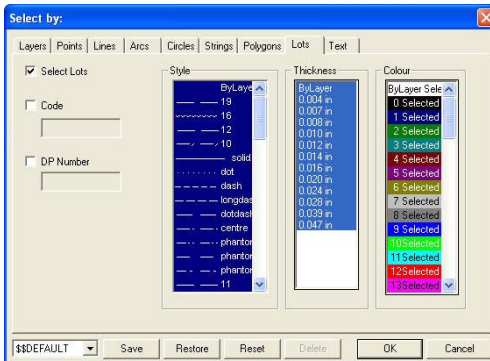 Select by:
Layers Points Lines Arcs Circles Strings Polygons Lots Text
Select Lots
Code
DP Number
Style
ByLaye
19
16
12
10
solid
dot
dash
longdas
dotdash
centre
phantor
phantor
phantor
11
Thickness
ByLayer
0.004 in
0.007 in
0.008 in
0.010 in
0.012 in
0.014 in
0.016 in
0.020 in
0.024 in
0.028 in
0.039 in
0.047 in
Colour
ByLayer Sele
0 Selected
1 Selected
2 Selected
3 Selected
4 Selected
5 Selected
6 Selected
7 Selected
8 Selected
9 Selected
10Selected
11Selected
12Selected
13Selected
$$DEFAULT Save Restore Reset Delete OK Cancel